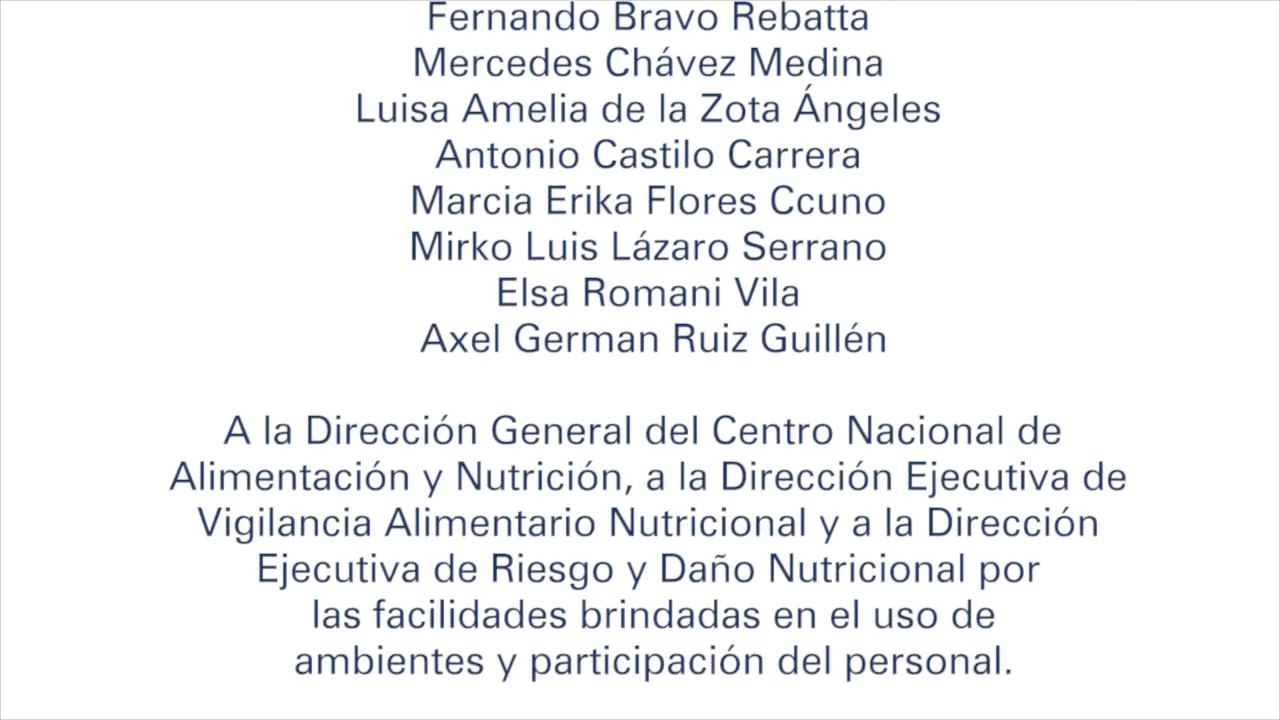 Fernando Bravo Rebatta
Mercedes Chávez Medina
Luisa Amelia de la Zota Ángeles
Antonio Castilo Carrera
Marcia Erika Flores Ccuno
Mirko Luis Lázaro Serrano
Elsa Romani Vila
Axel German Ruiz Guillén
A la Dirección General del Centro Nacional de
Alimentación y Nutrición, a la Dirección Ejecutiva de
Vigilancia Alimentario Nutricional y a la Dirección
Ejecutiva de Riesgo y Daño Nutricional por
las facilidades brindadas en el uso de
ambientes y participación del personal.